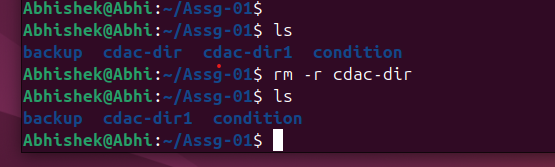 Abhishek@Abhi:~/Assg-01$
Abhishek@Abhi:~/Assg-01$ ls
backup cdac-dir cdac-dir1 condition
Abhishek@Abhi:~/Assg-01$ rm -r cdac-dir
Abhishek@Abhi:~/Assg-01$ ls
backup cdac-dir1 condition
Abhishek@Abhi:~/Assg-01$